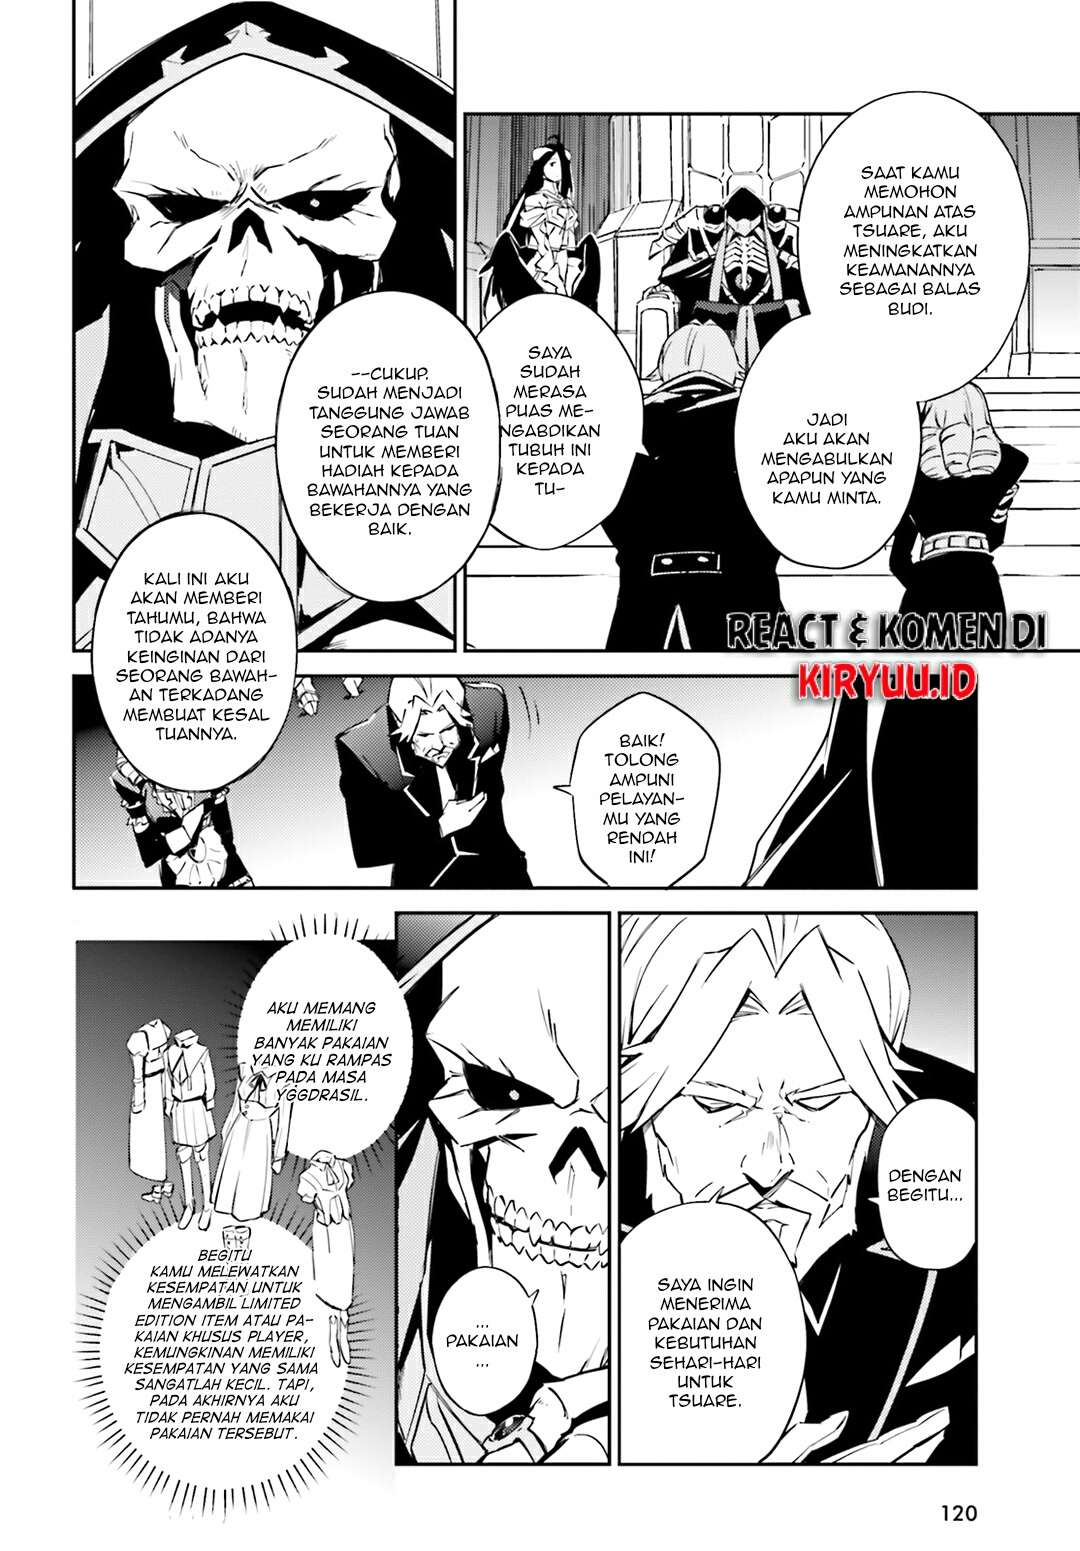 SAAT KAMU
MEMOHON
AMPUNAN ATAS
TSUARE, AKU
MENINGKATKAN
KEAMANANNYA
SEBAGAI BALAS
BUDI.
JADI
AKU AKAN
MENGABULKAN
APAPUN YANG
KAMU MINTA.
SAYA
SUDAH
MERASA
PUAS ME-
NGABDIKAN
TUBUH INI
KEPADA
TU-
--CUKUP.
SUDAH MENJADI
TANGGUNG JAWAB
SEORANG TUAN
UNTUK MEMBERI
HADIAH KEPADA
BAWAHANNYA YANG
BEKERJA DENGAN
BAIK.
KALI INI AKU
AKAN MEMBERI
TAHUMU, BAHWA
TIDAK ADANYA
KEINGINAN DARI
SEORANG BAWAH-
AN TERKADANG
MEMBUAT KESAL
TUANNYA.
REACT & KOMEN DI
KIRYUU.ID
BAIK!
TOLONG
AMPUNI
PELAYAN-
MU YANG
RENDAH
INI!
DENGAN
BEGITU...
SAYA INGIN
MENERIMA
PAKAIAN DAN
KEBUTUHAN
SEHARI-HARI
UNTUK
TSUARE.
...
PAKAIAN
...
AKU MEMANG
MEMILIKI
BANYAK PAKAIAN
YANG KU RAMPAS
PADA MASA
YGGDRASIL.
BEGITU
KAMU MELEWATKAN
KESEMPATAN UNTUK
MENGAMBIL LIMITED
EDITION ITEM ATAU PA-
KAIAN KHUSUS PLAYER,
KEMUNGKINAN MEMILIKI
KESEMPATAN YANG SAMA
SANGATLAH KECIL. TAPI,
PADA AKHIRNYA AKU
TIDAK PERNAH MEMAKAI
PAKAIAN TERSEBUT.
120